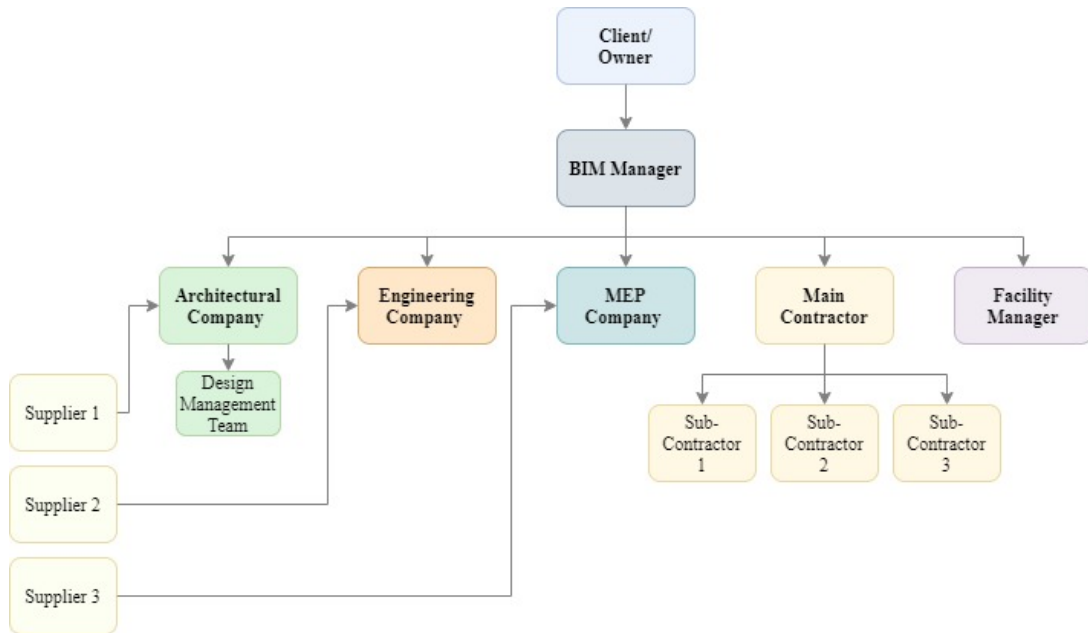 Client/
Owner
BIM Manager
Architectural
Company
Engineering
Company
MEP
Company
Main
Contractor
Facility
Manager
Design
Management
Team
Supplier 1
Sub-
Contractor
1
Sub-
Contractor
2
Sub-
Contractor
3
Supplier 2
Supplier 3